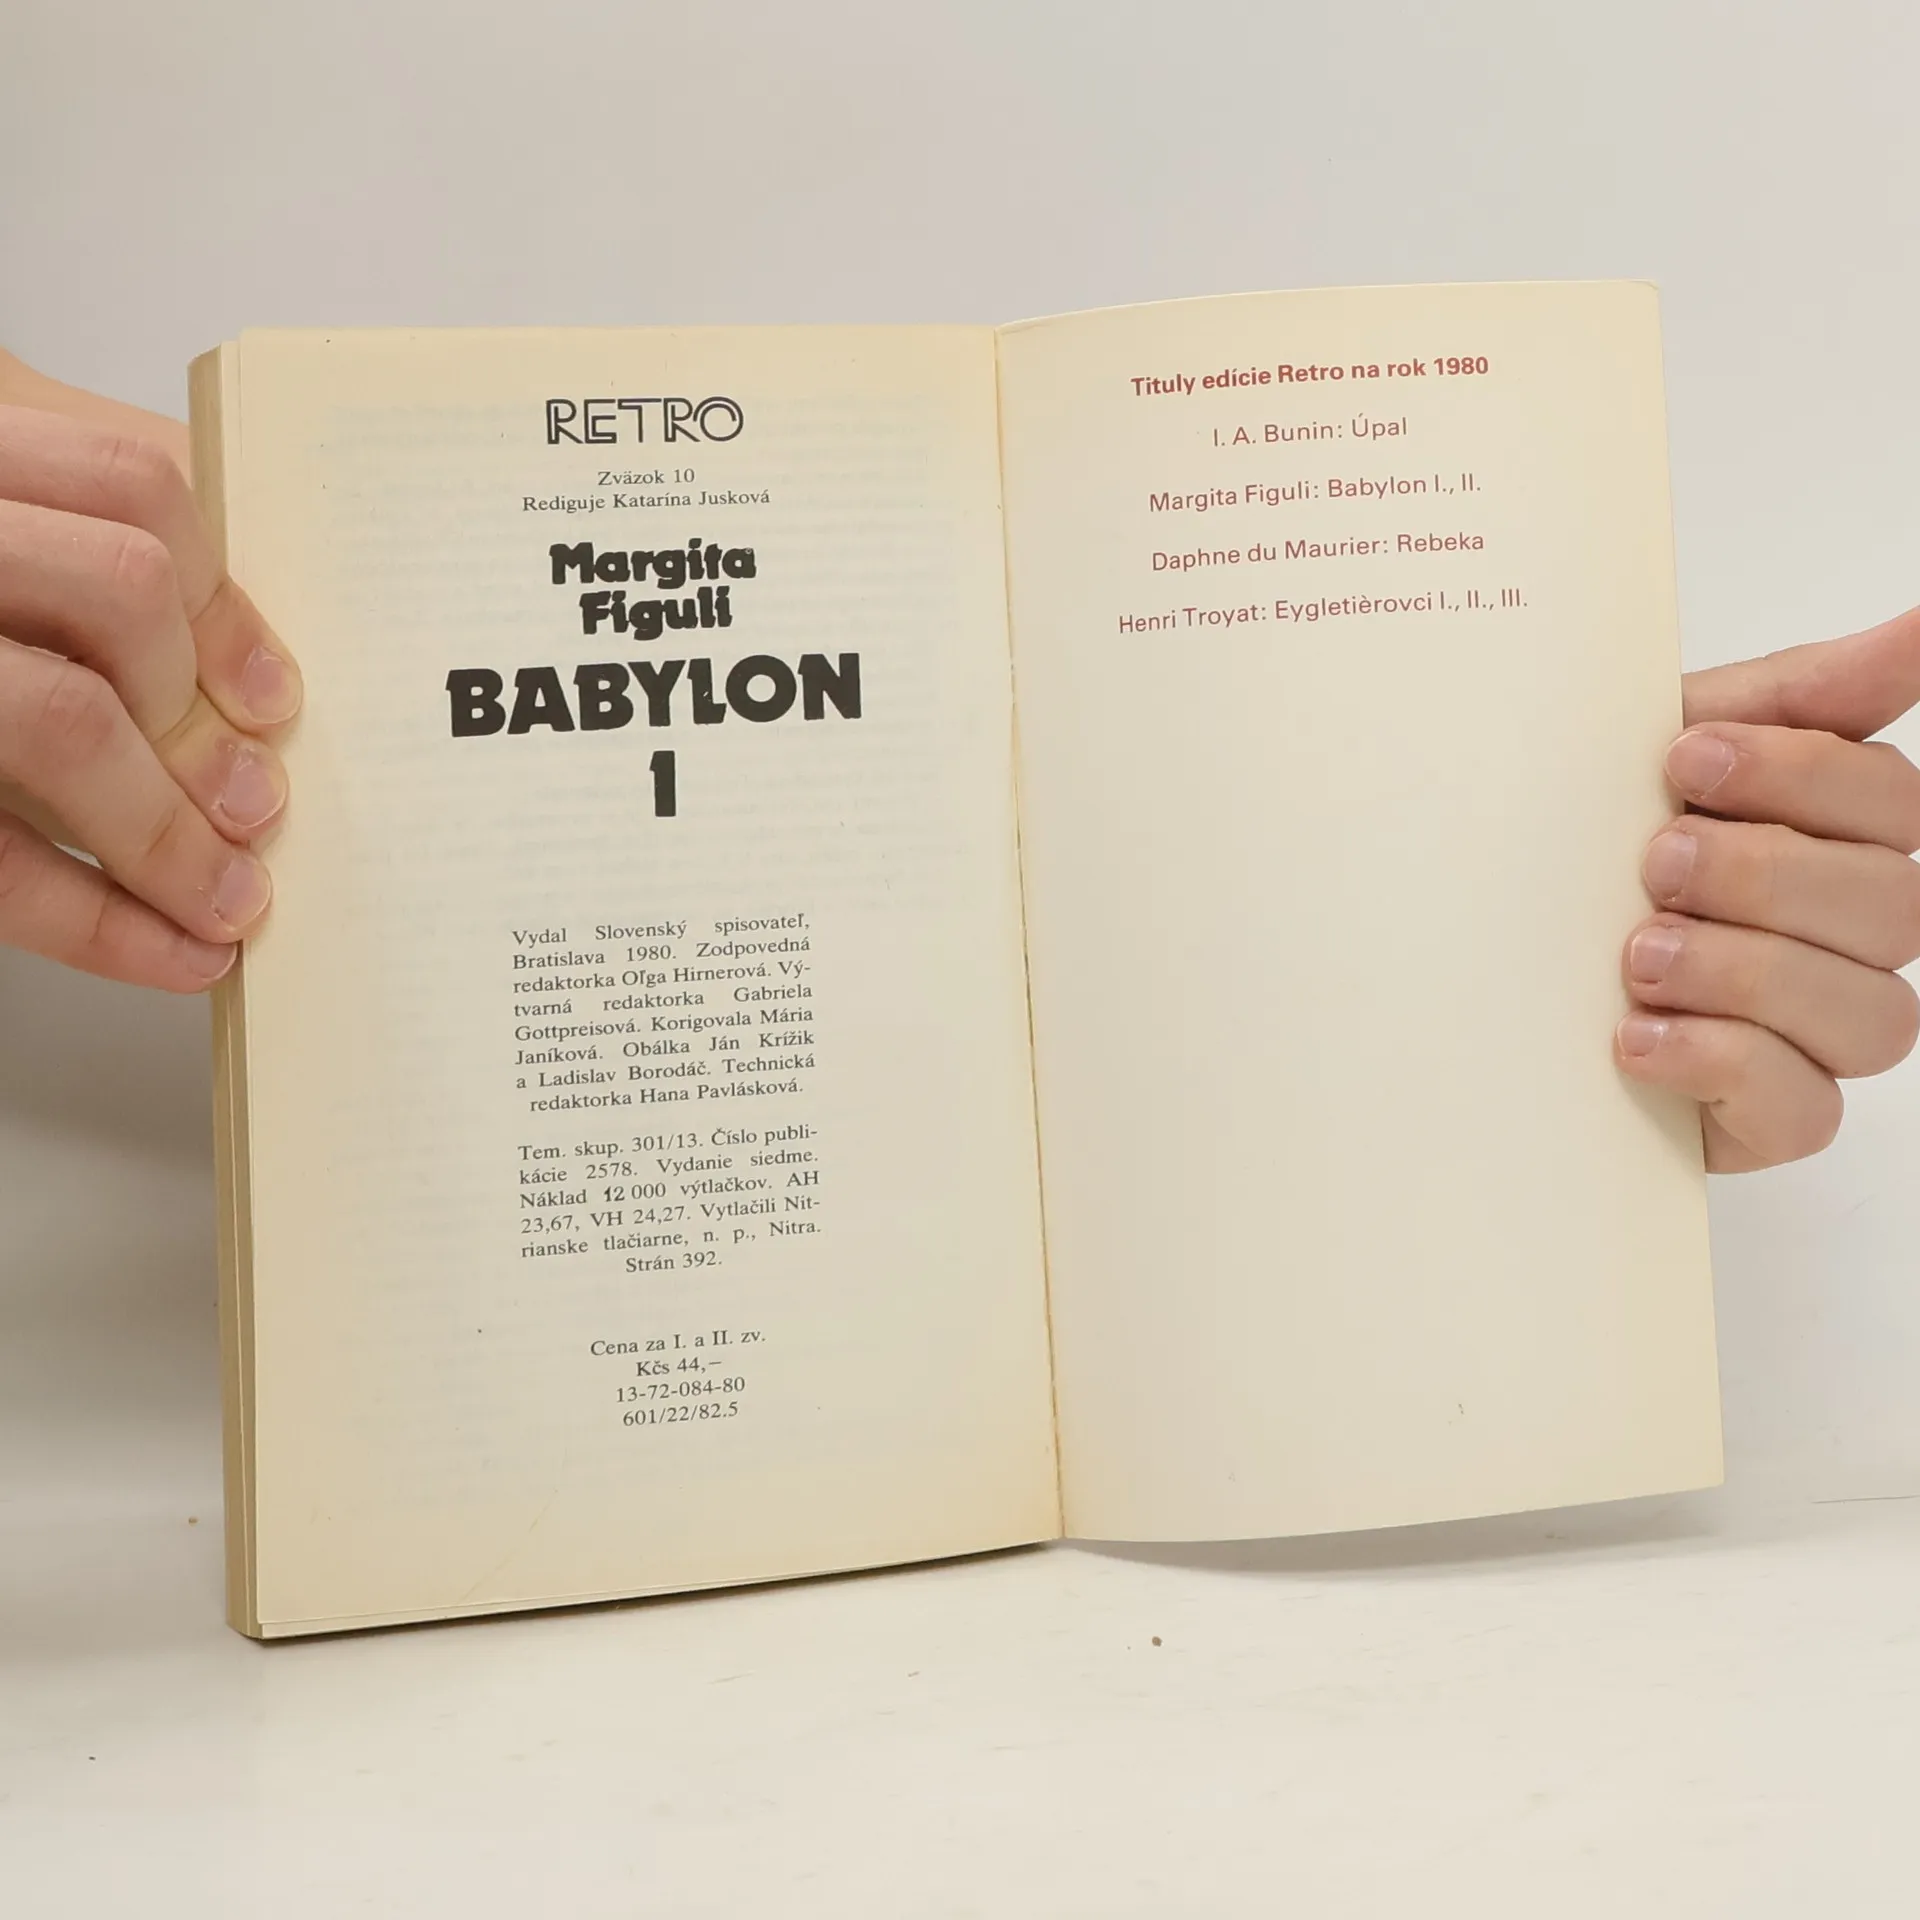 RETRO
Zväzok 10
Rediguje Katarína Jusková
Margita
Figuli
BABYLON
1
Vydal Slovenský spisovateľ,
Bratislava 1980. Zodpovedná
redaktorka Oľga Hirnerová. Vý-
tvarná redaktorka Gabriela
Gottpreisová. Korigovala Mária
Janíková. Obálka Ján Krížik
a Ladislav Borodáč. Technická
redaktorka Hana Pavlásková.
Tem. skup. 301/13. Číslo publi-
kácie 2578. Vydanie siedme.
Náklad 12 000 výtlačkov. AH
23,67, VH 24,27. Vytlačili Nit-
rianske tlačiarne, n. p., Nitra.
Strán 392.
Cena za I. a II. zv.
Kčs 44,—
13-72-084-80
601/22/82.5
Tituly edície Retro na rok 1980
I. A. Bunin: Úpal
Margita Figuli: Babylon I., II.
Daphne du Maurier: Rebeka
Henri Troyat: Eygletièrovci I., II., III.